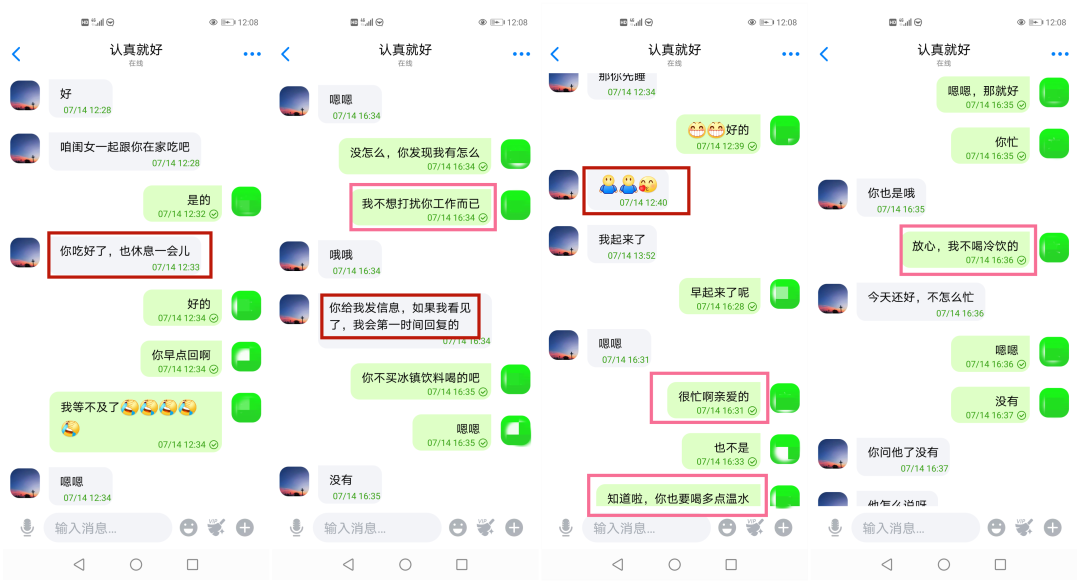 12:08
认真就好
在线
好
07/14 12:28
咱闺女一起跟你在家吃吧
07/14 12:28
是的
07/14 12:32
你吃好了，也休息一会儿
07/14 12:33
好的
07/14 12:34
你早点回啊
07/14 12:34
我等不及了
07/14 12:34
嗯嗯
07/14 12:34
输入消息...
VIP
12:08
认真就好
在线
嗯嗯
07/14 16:34
没怎么，你发现我有怎么
07/14 16:34
我不想打扰你工作而已
07/14 16:34
哦哦
07/14 16:34
你给我发信息，如果我看见
了，我会第一时间回复的
07/14 16:34
你不买冰镇饮料喝的吧
07/14 16:35
嗯嗯
07/14 16:35
没有
07/14 16:35
输入消息...
VIP
12:08
认真就好
在线
那你先睡
07/14 12:34
好的
07/14 12:39
07/14 12:40
我起来了
07/14 13:52
早起来了呢
07/14 16:28
嗯嗯
07/14 16:31
很忙啊亲爱的
07/14 16:31
也不是
07/14 16:33
知道啦，你也要喝多点温水
输入消息...
VIP
12:08
认真就好
在线
嗯嗯，那就好
07/14 16:35
你忙
07/14 16:35
你也是哦
07/14 16:35
放心，我不喝冷饮的
07/14 16:36
今天还好，不怎么忙
07/14 16:36
嗯嗯
07/14 16:36
没有
07/14 16:37
你问他了没有
07/14 16:37
他怎么说呀
输入消息...
VIP